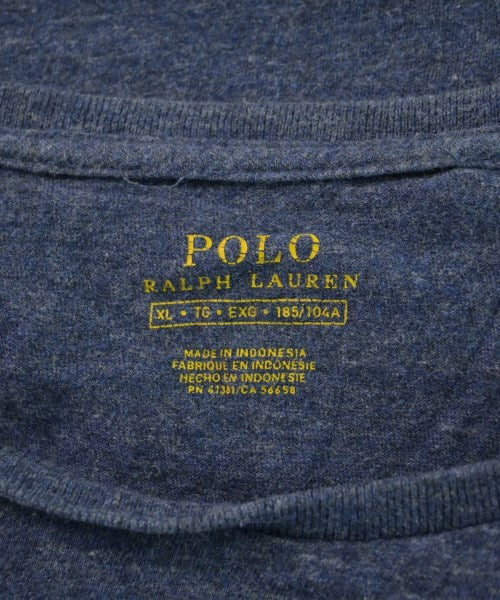 POLO
RALPH LAUREN
XL • TG • EXG • 185/104A
MADE IN INDONESIA
FABRIQUE EN INDONESIE
HECHO EN INDONESIE
RN 41381/CA 56658